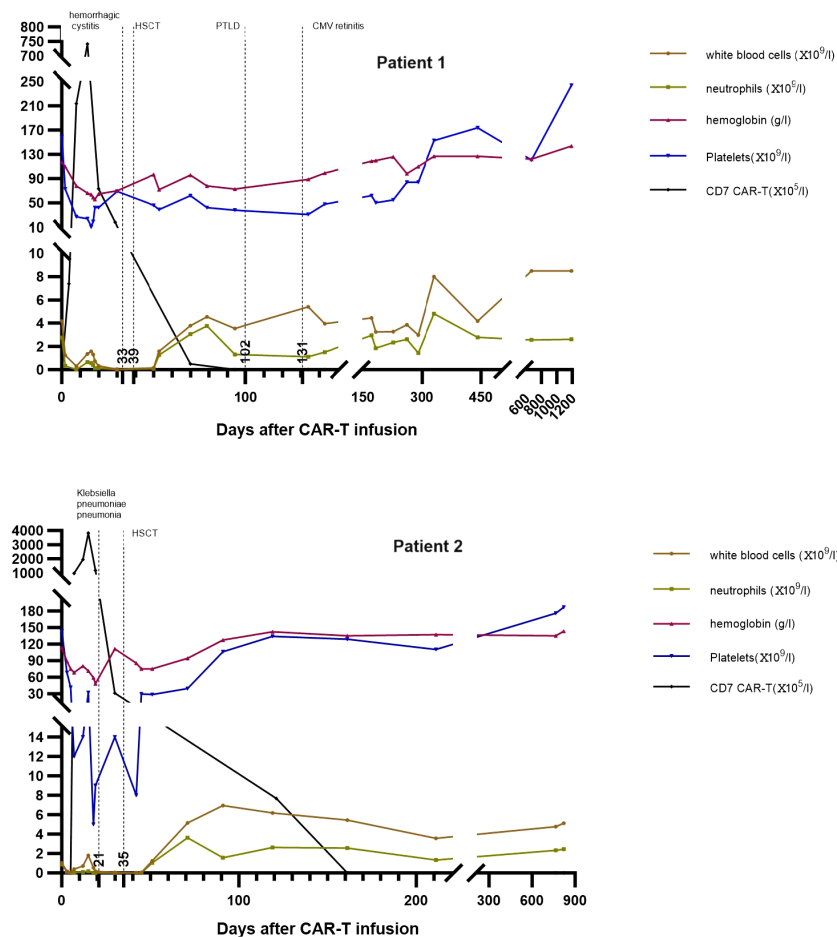 hemorrhagic
cystitis
HSCT
PTLD
CMV retinitis
800
750
700
250
210
170
130
90
50
10
10
8
6
4
2
0
Patient 1
white blood cells (X10⁹/l)
neutrophils (X10⁹/l)
hemoglobin (g/l)
Platelets(X10⁹/l)
CD7 CAR-T(X10⁵/l)
33
39
102
131
0
100
150
300
450
600
800
1000
1200
Days after CAR-T infusion
Klebsiella
pneumoniae
pneumonia
HSCT
4000
3000
2000
1000
180
150
120
90
60
30
14
12
10
8
6
4
2
0
Patient 2
white blood cells (X10⁹/l)
neutrophils (X10⁹/l)
hemoglobin (g/l)
Platelets(X10⁹/l)
CD7 CAR-T(X10⁵/l)
21
35
0
100
200
300
600
900
Days after CAR-T infusion